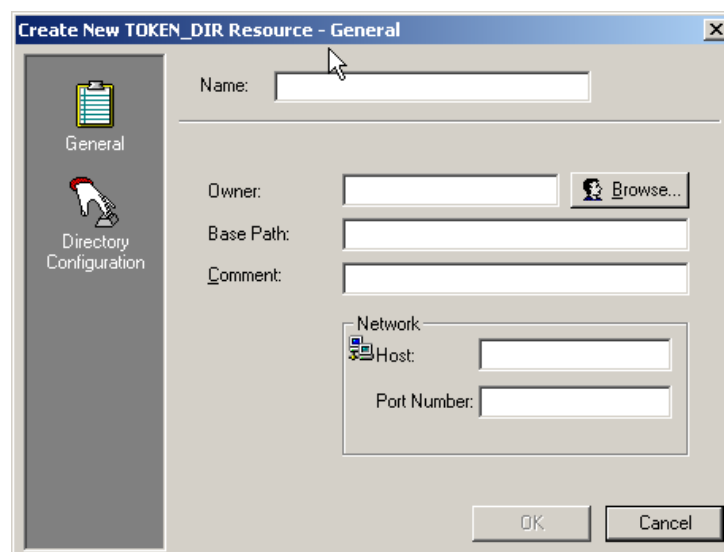 Create New TOKEN_DIR Resource - General
General
Directory
Configuration
Name:
Owner:
Browse...
Base Path:
Comment:
Network
Host:
Port Number:
OK
Cancel